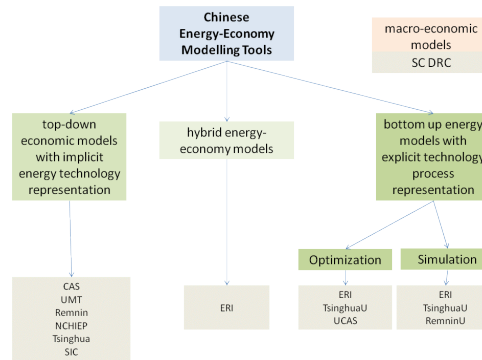 Chinese
Energy-Economy
Modelling Tools
macro-economic
models
SC DRC
top-down
economic models
with implicit
energy technology
representation
hybrid energy-
economy models
bottom up energy
models with
explicit technology
process
representation
Optimization
Simulation
CAS
UMT
Remnin
NCHIEP
Tsinghua
SIC
ERI
ERI
TsinghuaU
UCAS
ERI
TsinghuaU
RemninU